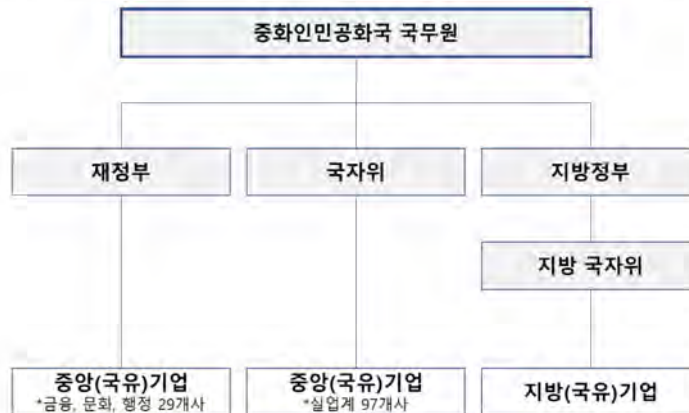 중화인민공화국 국무원
재정부
국자위
지방정부
지방 국자위
중앙(국유)기업
*금융, 문화, 행정 29개사
중앙(국유)기업
*실업계 97개사
지방(국유)기업